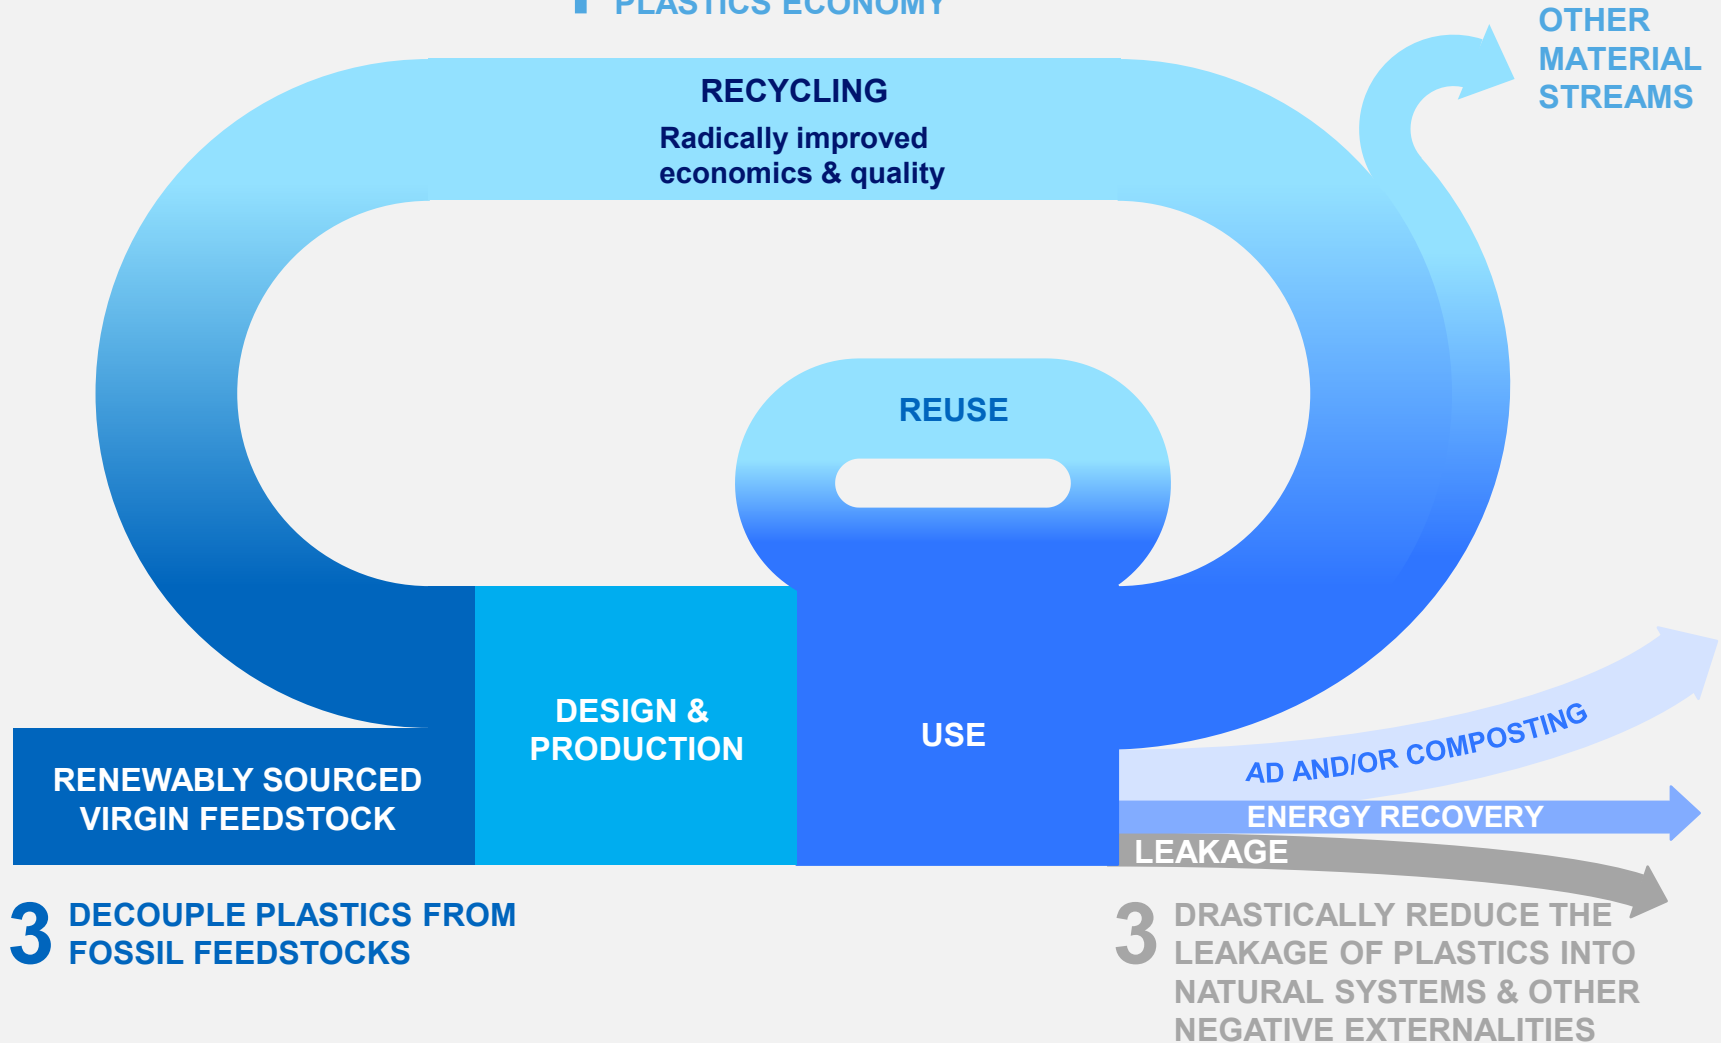 PLASTICS ECONOMY
OTHER
MATERIAL
STREAMS
RECYCLING
Radically improved
economics & quality
REUSE
DESIGN &
PRODUCTION
USE
RENEWABLY SOURCED
VIRGIN FEEDSTOCK
AD AND/OR COMPOSTING
ENERGY RECOVERY
LEAKAGE
3 DECOUPLE PLASTICS FROM
FOSSIL FEEDSTOCKS
3 DRASTICALLY REDUCE THE
LEAKAGE OF PLASTICS INTO
NATURAL SYSTEMS & OTHER
NEGATIVE EXTERNALITIES